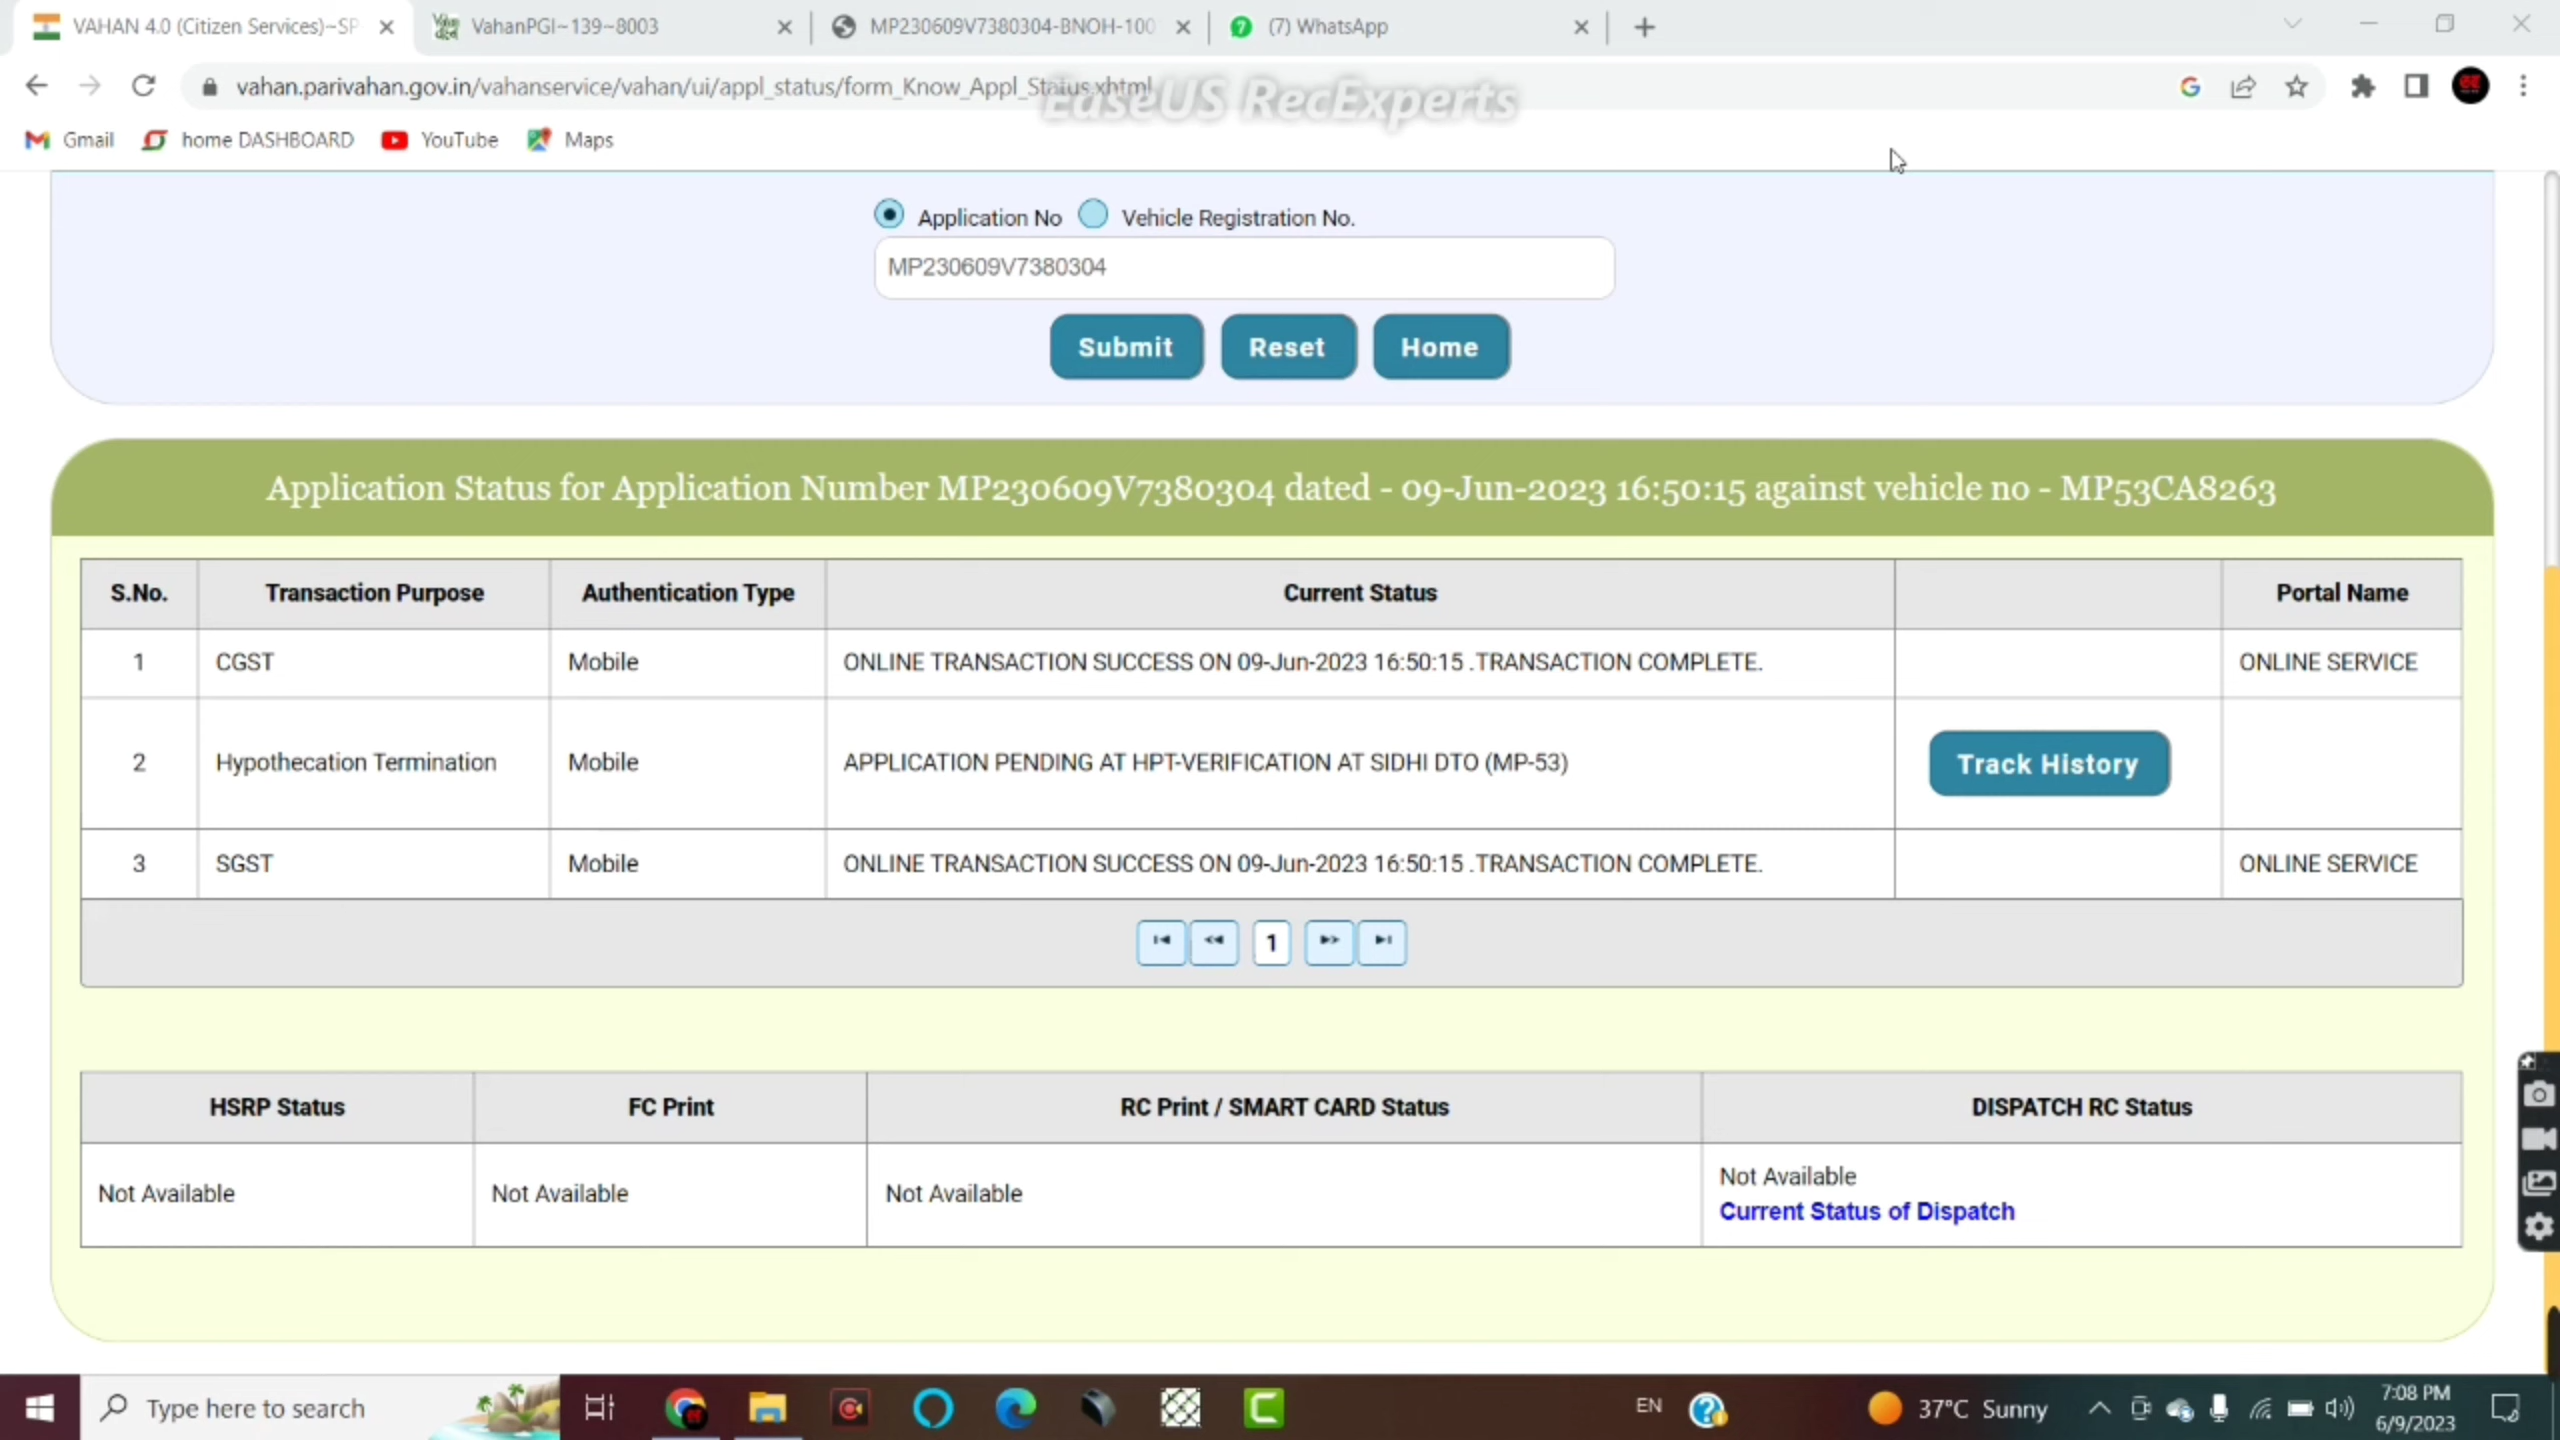 VAHAN 4.0 (Citizen Services)~SP
VahanPGI~139~8003
MP230609V7380304-BNOH-100
(7) WhatsApp
vahan.parivahan.gov.in/vahanservice/vahan/ui/appl_status/form_Know_Appl_Status.xhtml
EaseUS RecExperts
Gmail home DASHBOARD YouTube Maps
Application No Vehicle Registration No.
MP230609V7380304
Submit Reset Home
Application Status for Application Number MP230609V7380304 dated - 09-Jun-2023 16:50:15 against vehicle no - MP53CA8263
S.No. Transaction Purpose Authentication Type Current Status Portal Name
1 CGST Mobile ONLINE TRANSACTION SUCCESS ON 09-Jun-2023 16:50:15 .TRANSACTION COMPLETE. ONLINE SERVICE
2 Hypothecation Termination Mobile APPLICATION PENDING AT HPT-VERIFICATION AT SIDHI DTO (MP-53) Track History
3 SGST Mobile ONLINE TRANSACTION SUCCESS ON 09-Jun-2023 16:50:15 .TRANSACTION COMPLETE. ONLINE SERVICE
1
HSRP Status FC Print RC Print / SMART CARD Status DISPATCH RC Status
Not Available Not Available Not Available Not Available
Current Status of Dispatch
Type here to search
EN
37°C Sunny
7:08 PM
6/9/2023